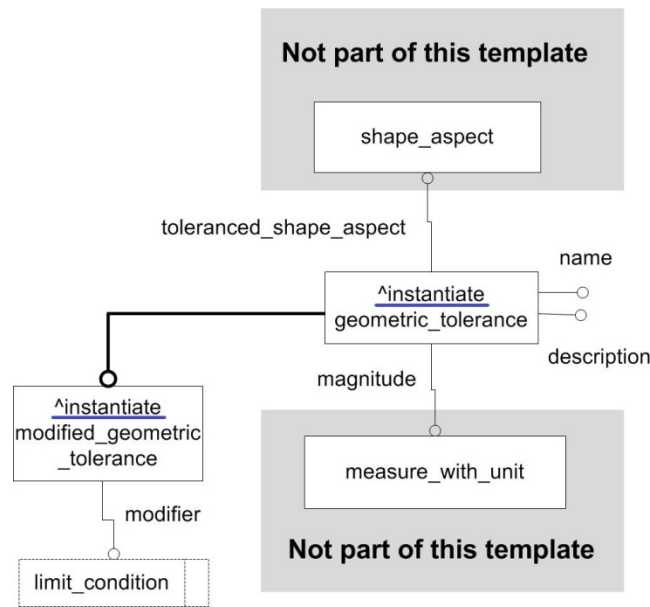 Not part of this template
shape_aspect
toleranced_shape_aspect
name
^instantiate
geometric_tolerance
description
magnitude
^instantiate
modified_geometric
_tolerance
measure_with_unit
modifier
Not part of this template
limit_condition